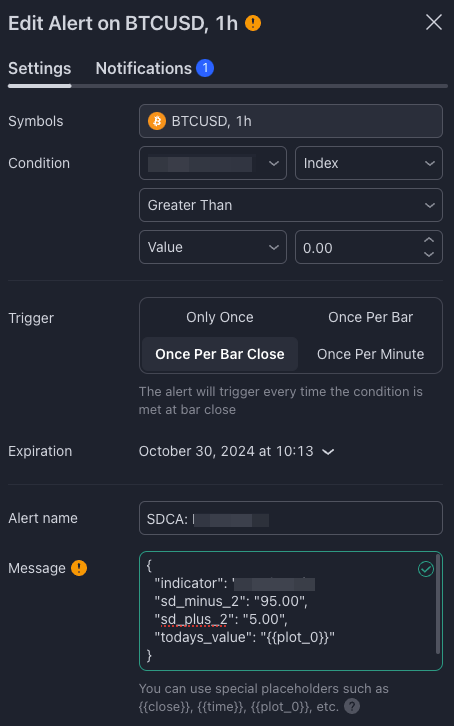 Edit Alert on BTCUSD, 1h
Settings Notifications 1
Symbols BTCUSD, 1h
Condition Index
Greater Than
Value 0.00
Trigger Only Once Once Per Bar
Once Per Bar Close Once Per Minute
The alert will trigger every time the condition is
met at bar close
Expiration October 30, 2024 at 10:13
Alert name SDCA:
Message {
"indicator": "
"sd_minus_2": "95.00",
"sd_plus_2": "5.00",
"todays_value": "{{plot_0}}"
}
You can use special placeholders such as
{{close}}, {{time}}, {{plot_0}}, etc. ?